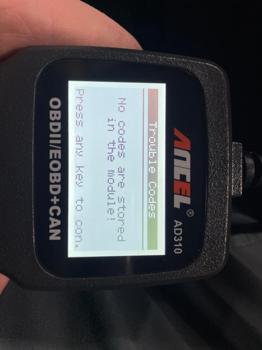 ANCEL®
AD310
Trouble Codes
No codes are stored
in the module!
Press any key to con.
OBDII/EOBD+CAN